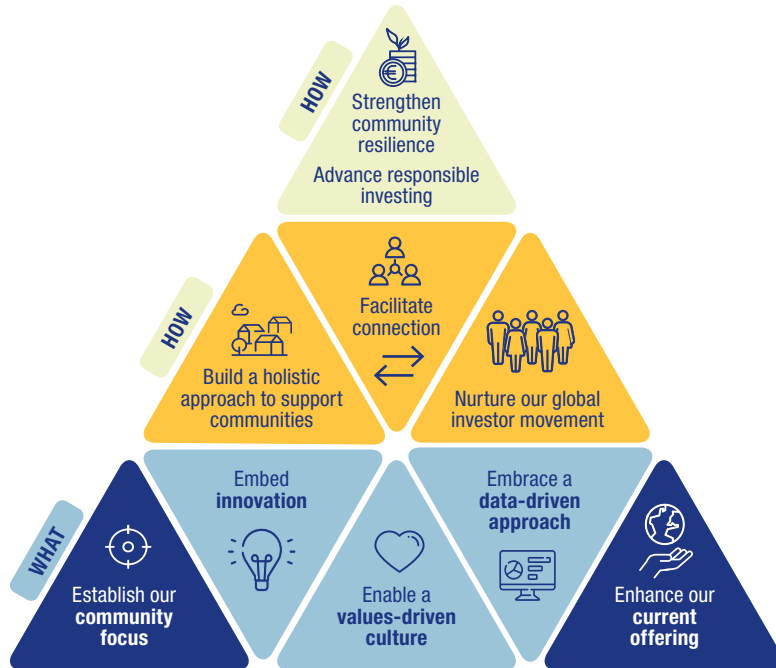 HOW
Strengthen
community
resilience
Advance responsible
investing
HOW
Build a holistic
approach to support
communities
Facilitate
connection
Nurture our global
investor movement
WHAT
Establish our
community
focus
Embed
innovation
Enable a
values-driven
culture
Embrace a
data-driven
approach
Enhance our
current
offering